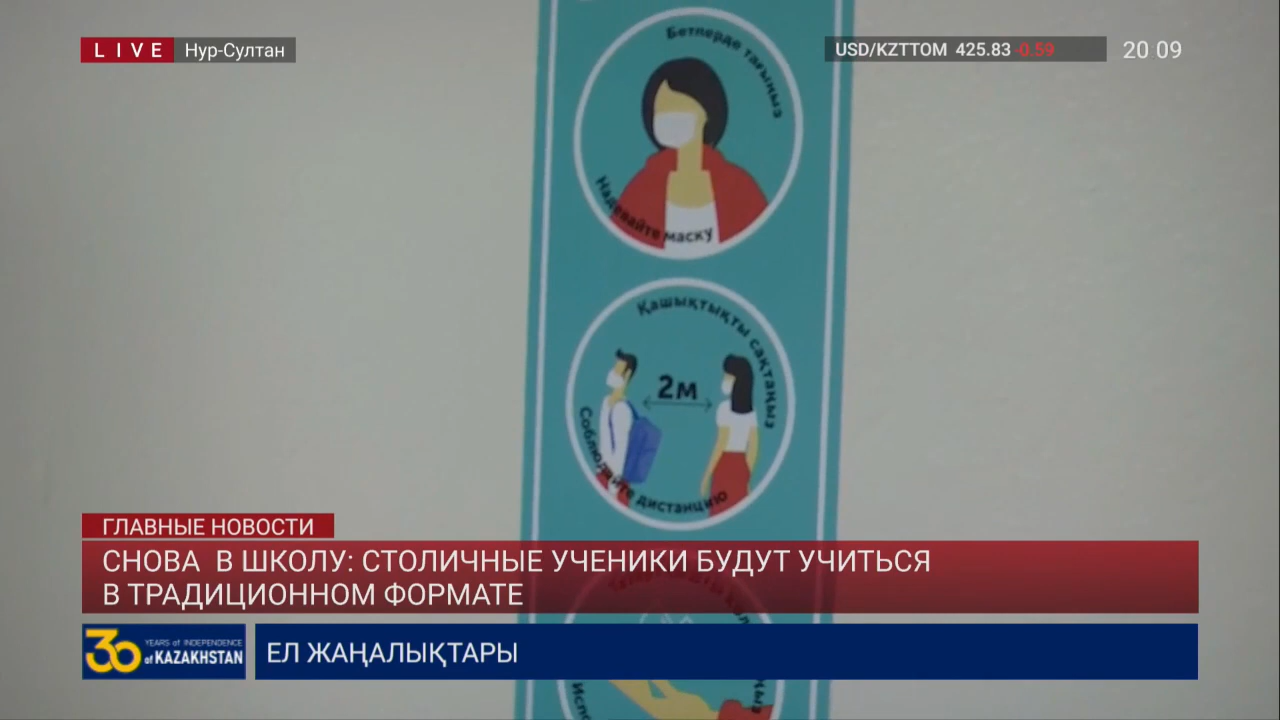 LIVE Нур-Султан
USD/KZTTOM 425.83 -0.59
20 09
Бетперде тағыңыз
Надевайте маску
Қашықтықты сақтаңыз
2м
Соблюдайте дистанцию
ГЛАВНЫЕ НОВОСТИ
СНОВА В ШКОЛУ: СТОЛИЧНЫЕ УЧЕНИКИ БУДУТ УЧИТЬСЯ
В ТРАДИЦИОННОМ ФОРМАТЕ
30 YEARS of INDEPENDENCE
of KAZAKHSTAN
ЕЛ ЖАҢАЛЫҚТАРЫ